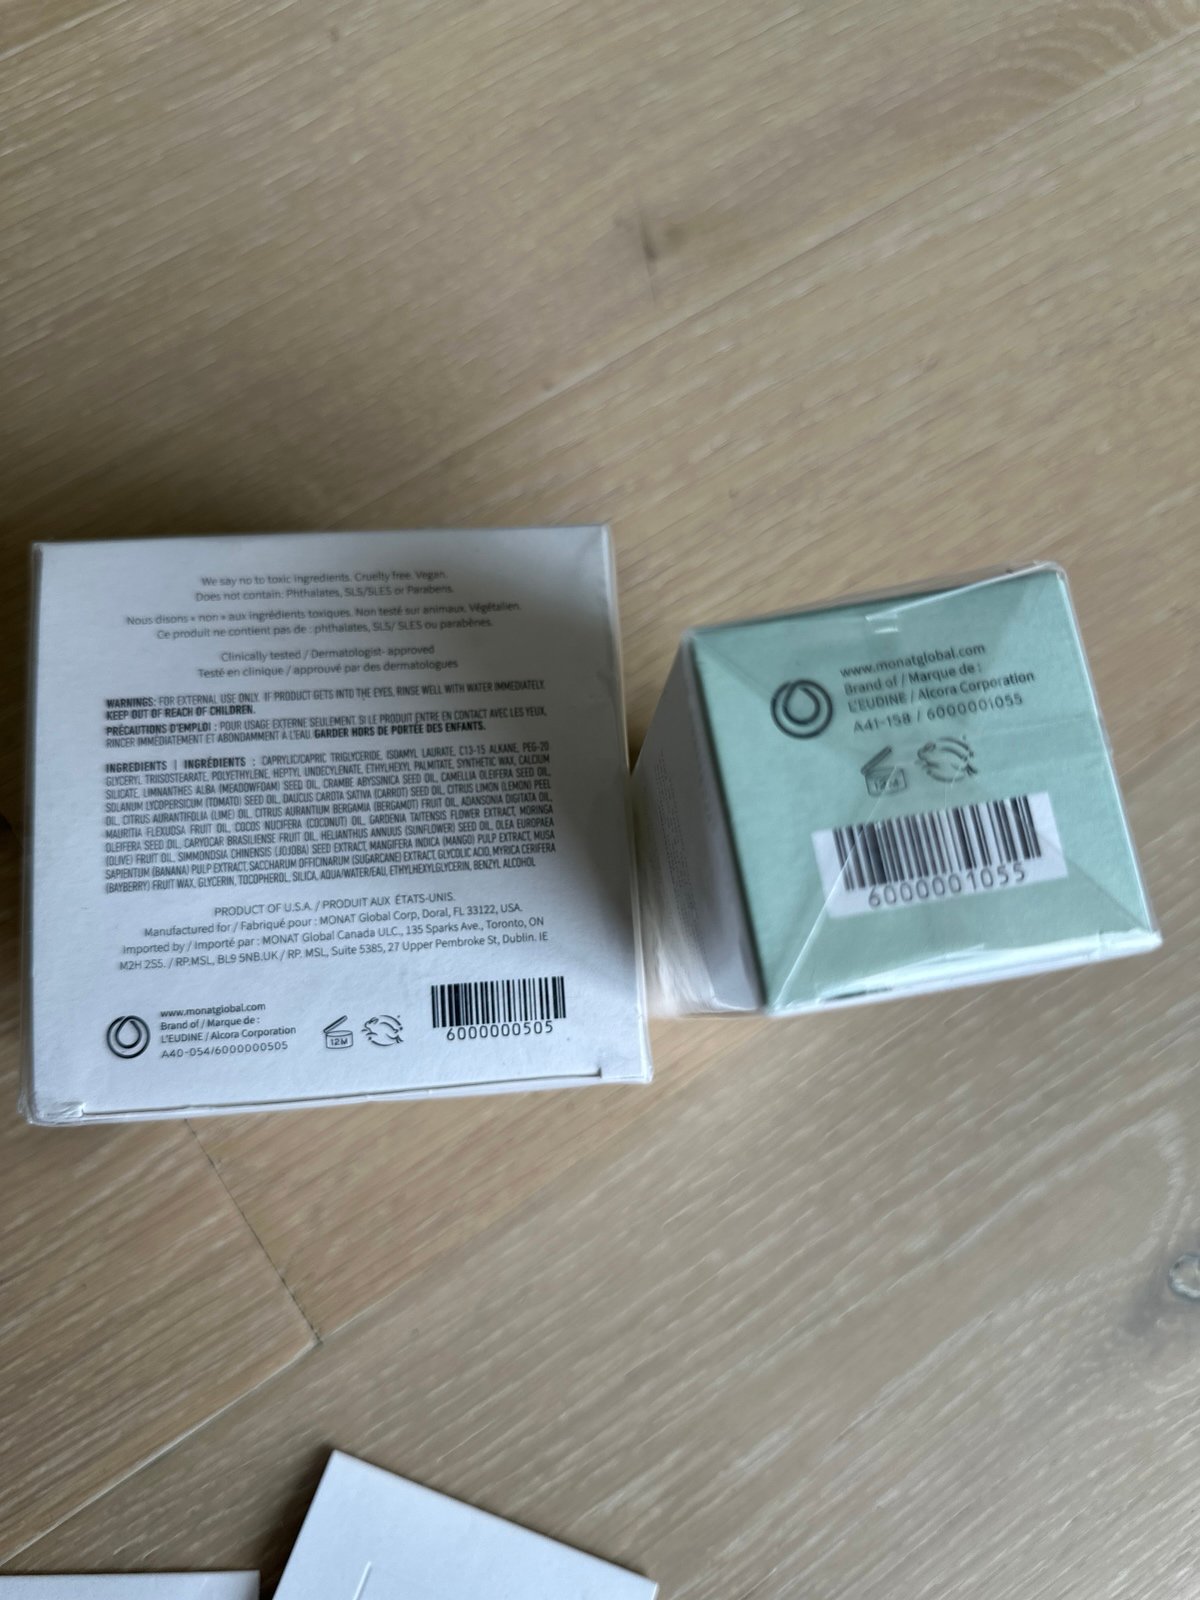 We say no to toxic ingredients. Cruelty free. Vegan.
Does not contain: Phthalates, SLS/SLES or Parabens.
Nous disons « non » aux ingrédients toxiques. Non testé sur animaux. Végétalien.
Ce produit ne contient pas de : phthalates, SLS/ SLES ou parabènes.
Clinically tested / Dermatologist- approved
Testé en clinique / approuvé par des dermatologues
WARNINGS: FOR EXTERNAL USE ONLY. IF PRODUCT GETS INTO THE EYES, RINSE WELL WITH WATER IMMEDIATELY.
KEEP OUT OF REACH OF CHILDREN.
PRÉCAUTIONS D'EMPLOI : POUR USAGE EXTERNE SEULEMENT. SI LE PRODUIT ENTRE EN CONTACT AVEC LES YEUX,
RINCER IMMÉDIATEMENT ET ABONDAMMENT À L'EAU. GARDER HORS DE PORTÉE DES ENFANTS.
INGREDIENTS | INGRÉDIENTS : CAPRYLIC/CAPRIC TRIGLYCERIDE, ISOAMYL LAURATE, C13-15 ALKANE, PEG-20
GLYCERYL TRIISOSTEARATE, POLYETHYLENE, HEPTYL UNDECYLENATE, ETHYLHEXYL PALMITATE, SYNTHETIC WAX, CALCIUM
SILICATE, LIMNANTHES ALBA (MEADOWFOAM) SEED OIL, CRAMBE ABYSSINICA SEED OIL, CAMELLIA OLEIFERA SEED OIL,
SOLANUM LYCOPERSICUM (TOMATO) SEED OIL, DAUCUS CAROTA SATIVA (CARROT) SEED OIL, CITRUS LIMON (LEMON) PEEL
OIL, CITRUS AURANTIFOLIA (LIME) OIL, CITRUS AURANTIUM BERGAMIA (BERGAMOT) FRUIT OIL, ADANSONIA DIGITATA OIL,
MAURITIA FLEXUOSA FRUIT OIL, COCOS NUCIFERA (COCONUT) OIL, GARDENIA TAITENSIS FLOWER EXTRACT, MORINGA
OLEIFERA SEED OIL, CARYOCAR BRASILIENSE FRUIT OIL, HELIANTHUS ANNUUS (SUNFLOWER) SEED OIL, OLEA EUROPAEA
(OLIVE) FRUIT OIL, SIMMONDSIA CHINENSIS (JOJOBA) SEED EXTRACT, MANGIFERA INDICA (MANGO) PULP EXTRACT, MUSA
SAPIENTUM (BANANA) PULP EXTRACT, SACCHARUM OFFICINARUM (SUGARCANE) EXTRACT, GLYCOLIC ACID, MYRICA CERIFERA
(BAYBERRY) FRUIT WAX, GLYCERIN, TOCOPHEROL, SILICA, AQUA/WATER/EAU, ETHYLHEXYLGLYCERIN, BENZYL ALCOHOL
PRODUCT OF U.S.A. / PRODUIT AUX ÉTATS-UNIS.
Manufactured for / Fabriqué pour : MONAT Global Corp, Doral, FL 33122, USA.
Imported by / Importé par : MONAT Global Canada ULC., 135 Sparks Ave., Toronto, ON
M2H 2S5. / RP.MSL, BL9 5NB.UK / RP. MSL, Suite 5385, 27 Upper Pembroke St, Dublin. IE
www.monatglobal.com
Brand of / Marque de :
L'EUDINE / Alcora Corporation
A40-054/6000000505
12M
6000000505
www.monatglobal.com
Brand of / Marque de :
L'EUDINE / Alcora Corporation
A41-158 / 6000001055
12M
6000001055